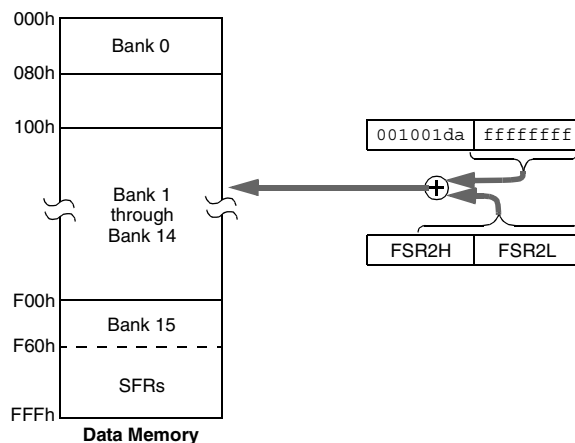 000h
Bank 0
080h
100h
001001da ffffffff
Bank 1
through
Bank 14
FSR2H FSR2L
F00h
Bank 15
F60h
SFRs
FFFh
Data Memory